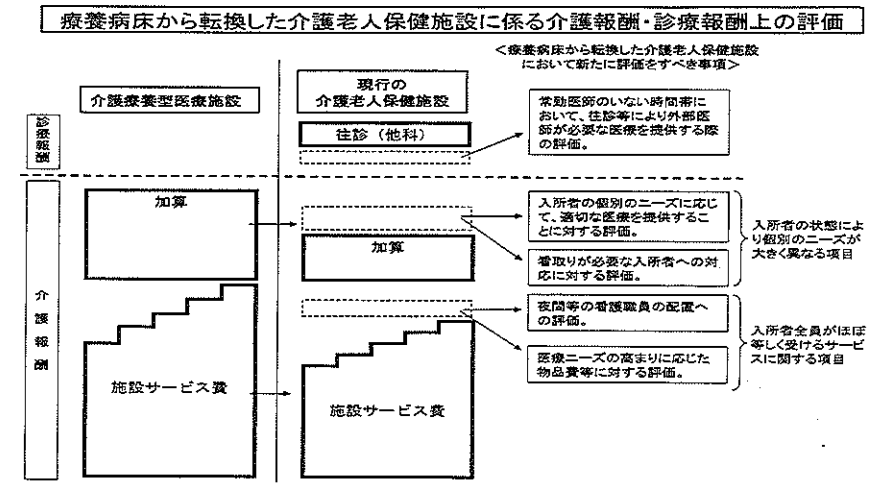 療養病床から転換した介護老人保健施設に係る介護報酬・診療報酬上の評価
＜療養病床から転換した介護老人保健施設
において新たに評価をすべき事項＞
介護療養型医療施設
現行の
介護老人保健施設
診療報酬
往診（他科）
常勤医師のいない時間帯に
おいて、往診等により外部医
師が必要な医療を提供する際
の評価。
介護報酬
加算
加算
入所者の個別のニーズに応じ
て、適切な医療を提供するこ
とに対する評価。
看取りが必要な入所者への対
応に対する評価。
入所者の状態によ
り個別のニーズが
大きく異なる項目
夜間等の看護職員の配置へ
の評価。
医療ニーズの高まりに応じた
物品費等に対する評価。
入所者全員がほぼ
等しく受けるサービ
スに関する項目
施設サービス費
施設サービス費